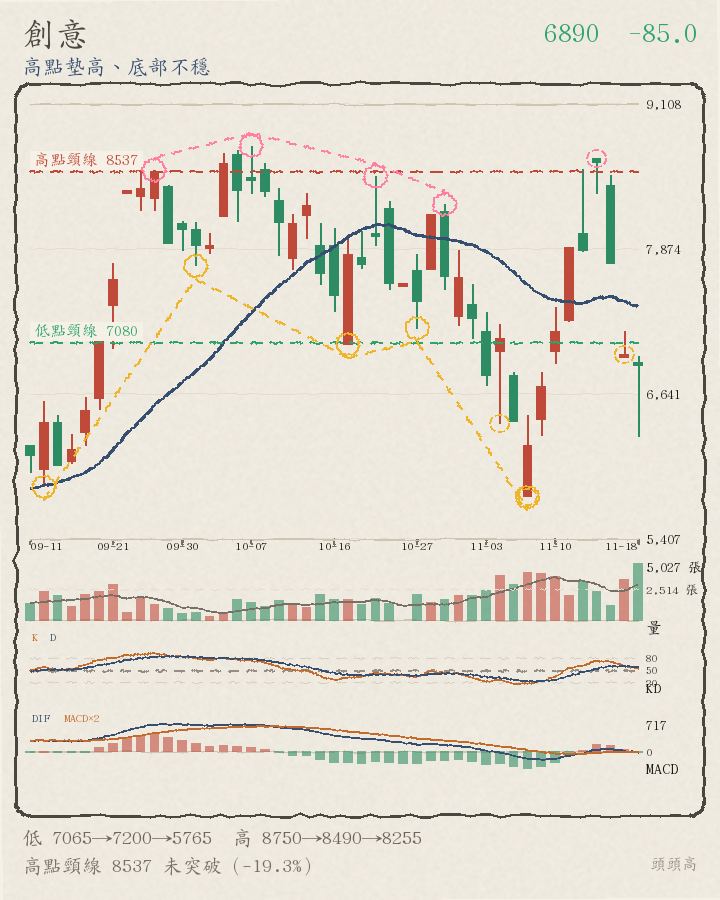 創意
6890 -85.0
高點墊高、底部不穩
9,108
高點頸線 8537
7,874
低點頸線 7080
6,641
5,407
09-11 09-21 09-30 10-07 10-16 10-27 11-03 11-10 11-18
5,027 張
2,514 張
量
K D
80
50
20
KD
DIF MACD×2
717
0
MACD
低 7065→7200→5765 高 8750→8490→8255
高點頸線 8537 未突破 (-19.3%)
頭頭高